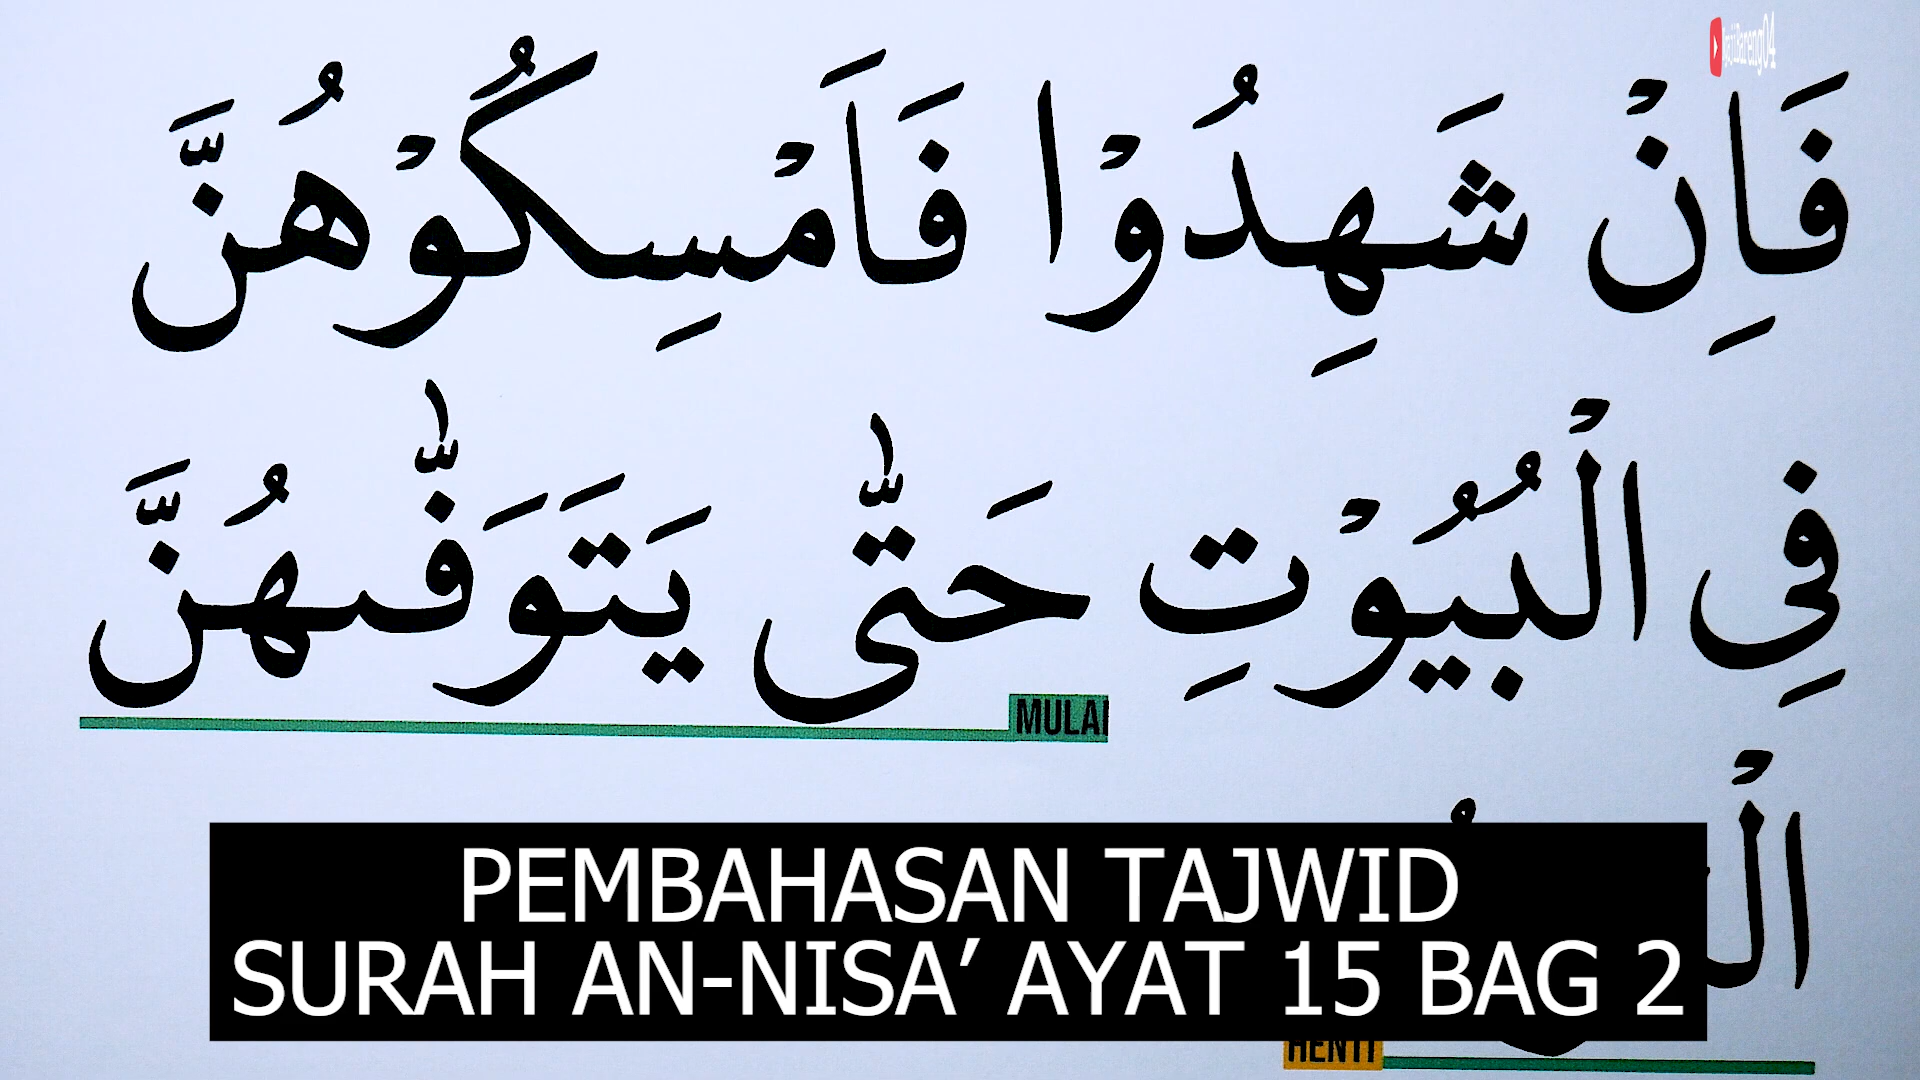 فَاِنْ شَهِدُوْا فَاَمْسِكُوْهُنَّ
فِى الْبُيُوْتِ حَتّٰى يَتَوَفّٰىهُنَّ
MULAI
PEMBAHASAN TAJWID
SURAH AN-NISA’ AYAT 15 BAG 2
HENTI